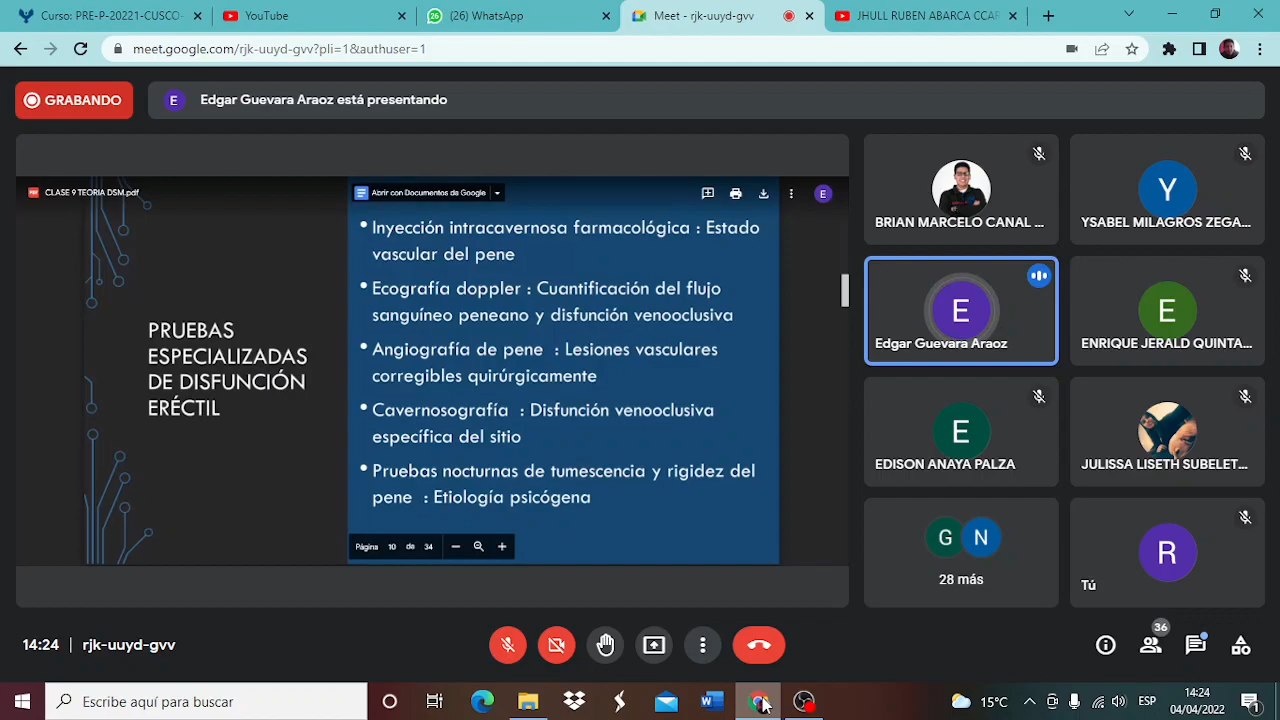 Curso: PRE-P-20221-CUSCO-
YouTube
(26) WhatsApp
Meet - rjk-uuyd-gvv
JHULL RUBEN ABARCA CCAR
meet.google.com/rjk-uuyd-gvv?pli=1&authuser=1
GRABANDO
E
Edgar Guevara Araoz está presentando
CLASE 9 TEORIA DSM.pdf
Abrir con Documentos de Google
E
PRUEBAS
ESPECIALIZADAS
DE DISFUNCIÓN
ERÉCTIL
• Inyección intracavernosa farmacológica : Estado
vascular del pene
• Ecografía doppler : Cuantificación del flujo
sanguíneo peneano y disfunción venooclusiva
• Angiografía de pene : Lesiones vasculares
corregibles quirúrgicamente
• Cavernosografía : Disfunción venooclusiva
específica del sitio
• Pruebas nocturnas de tumescencia y rigidez del
pene : Etiología psicógena
Página 10 de 34
BRIAN MARCELO CANAL ...
Y
YSABEL MILAGROS ZEGA...
E
Edgar Guevara Araoz
E
ENRIQUE JERALD QUINTA...
E
EDISON ANAYA PALZA
JULISSA LISETH SUBELET...
G N
28 más
R
Tú
14:24 | rjk-uuyd-gvv
36
Escribe aquí para buscar
15°C
ESP
14:24
04/04/2022
1